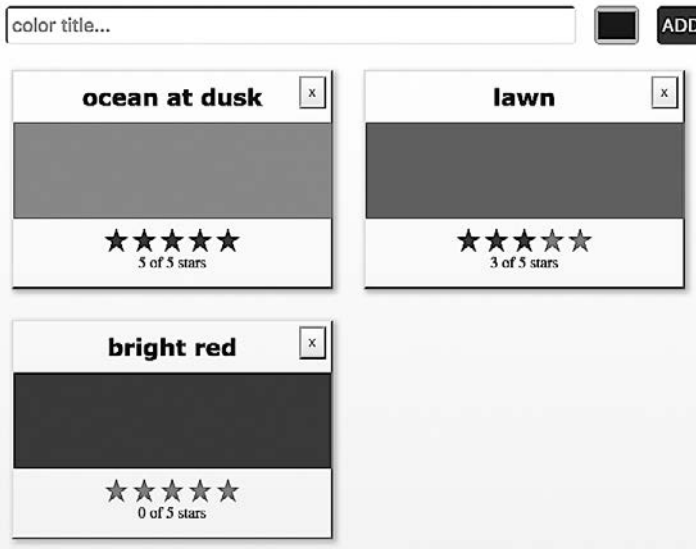 color title...
ADD
ocean at dusk x
5 of 5 stars
lawn x
3 of 5 stars
bright red x
0 of 5 stars